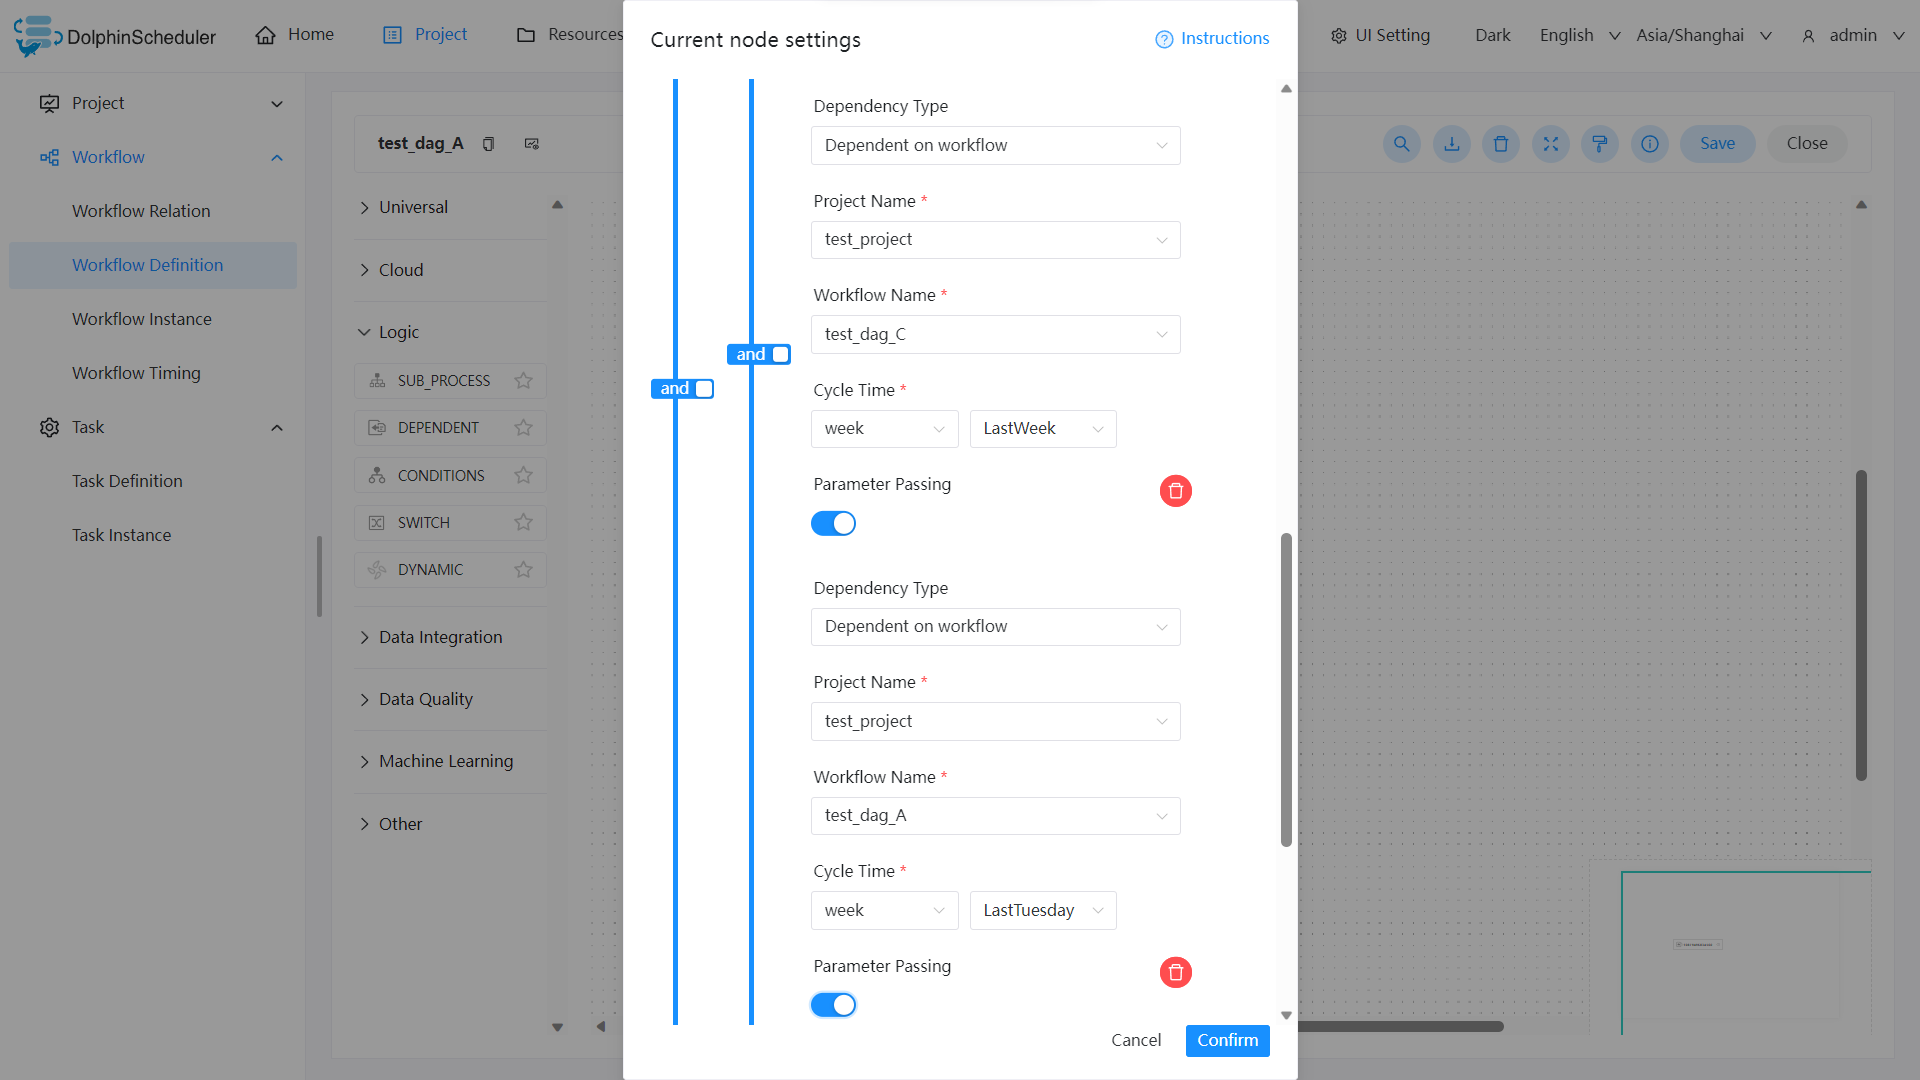 DolphinScheduler
Home
Project
Resources
UI Setting
Dark
English
Asia/Shanghai
admin
Project
Workflow
Workflow Relation
Workflow Definition
Workflow Instance
Workflow Timing
Task
Task Definition
Task Instance
test_dag_A
Save
Close
Universal
Cloud
Logic
SUB_PROCESS
DEPENDENT
CONDITIONS
SWITCH
DYNAMIC
Data Integration
Data Quality
Machine Learning
Other
Current node settings
Instructions
and
and
Dependency Type
Dependent on workflow
Project Name *
test_project
Workflow Name *
test_dag_C
Cycle Time *
week
LastWeek
Parameter Passing
Dependency Type
Dependent on workflow
Project Name *
test_project
Workflow Name *
test_dag_A
Cycle Time *
week
LastTuesday
Parameter Passing
Cancel
Confirm